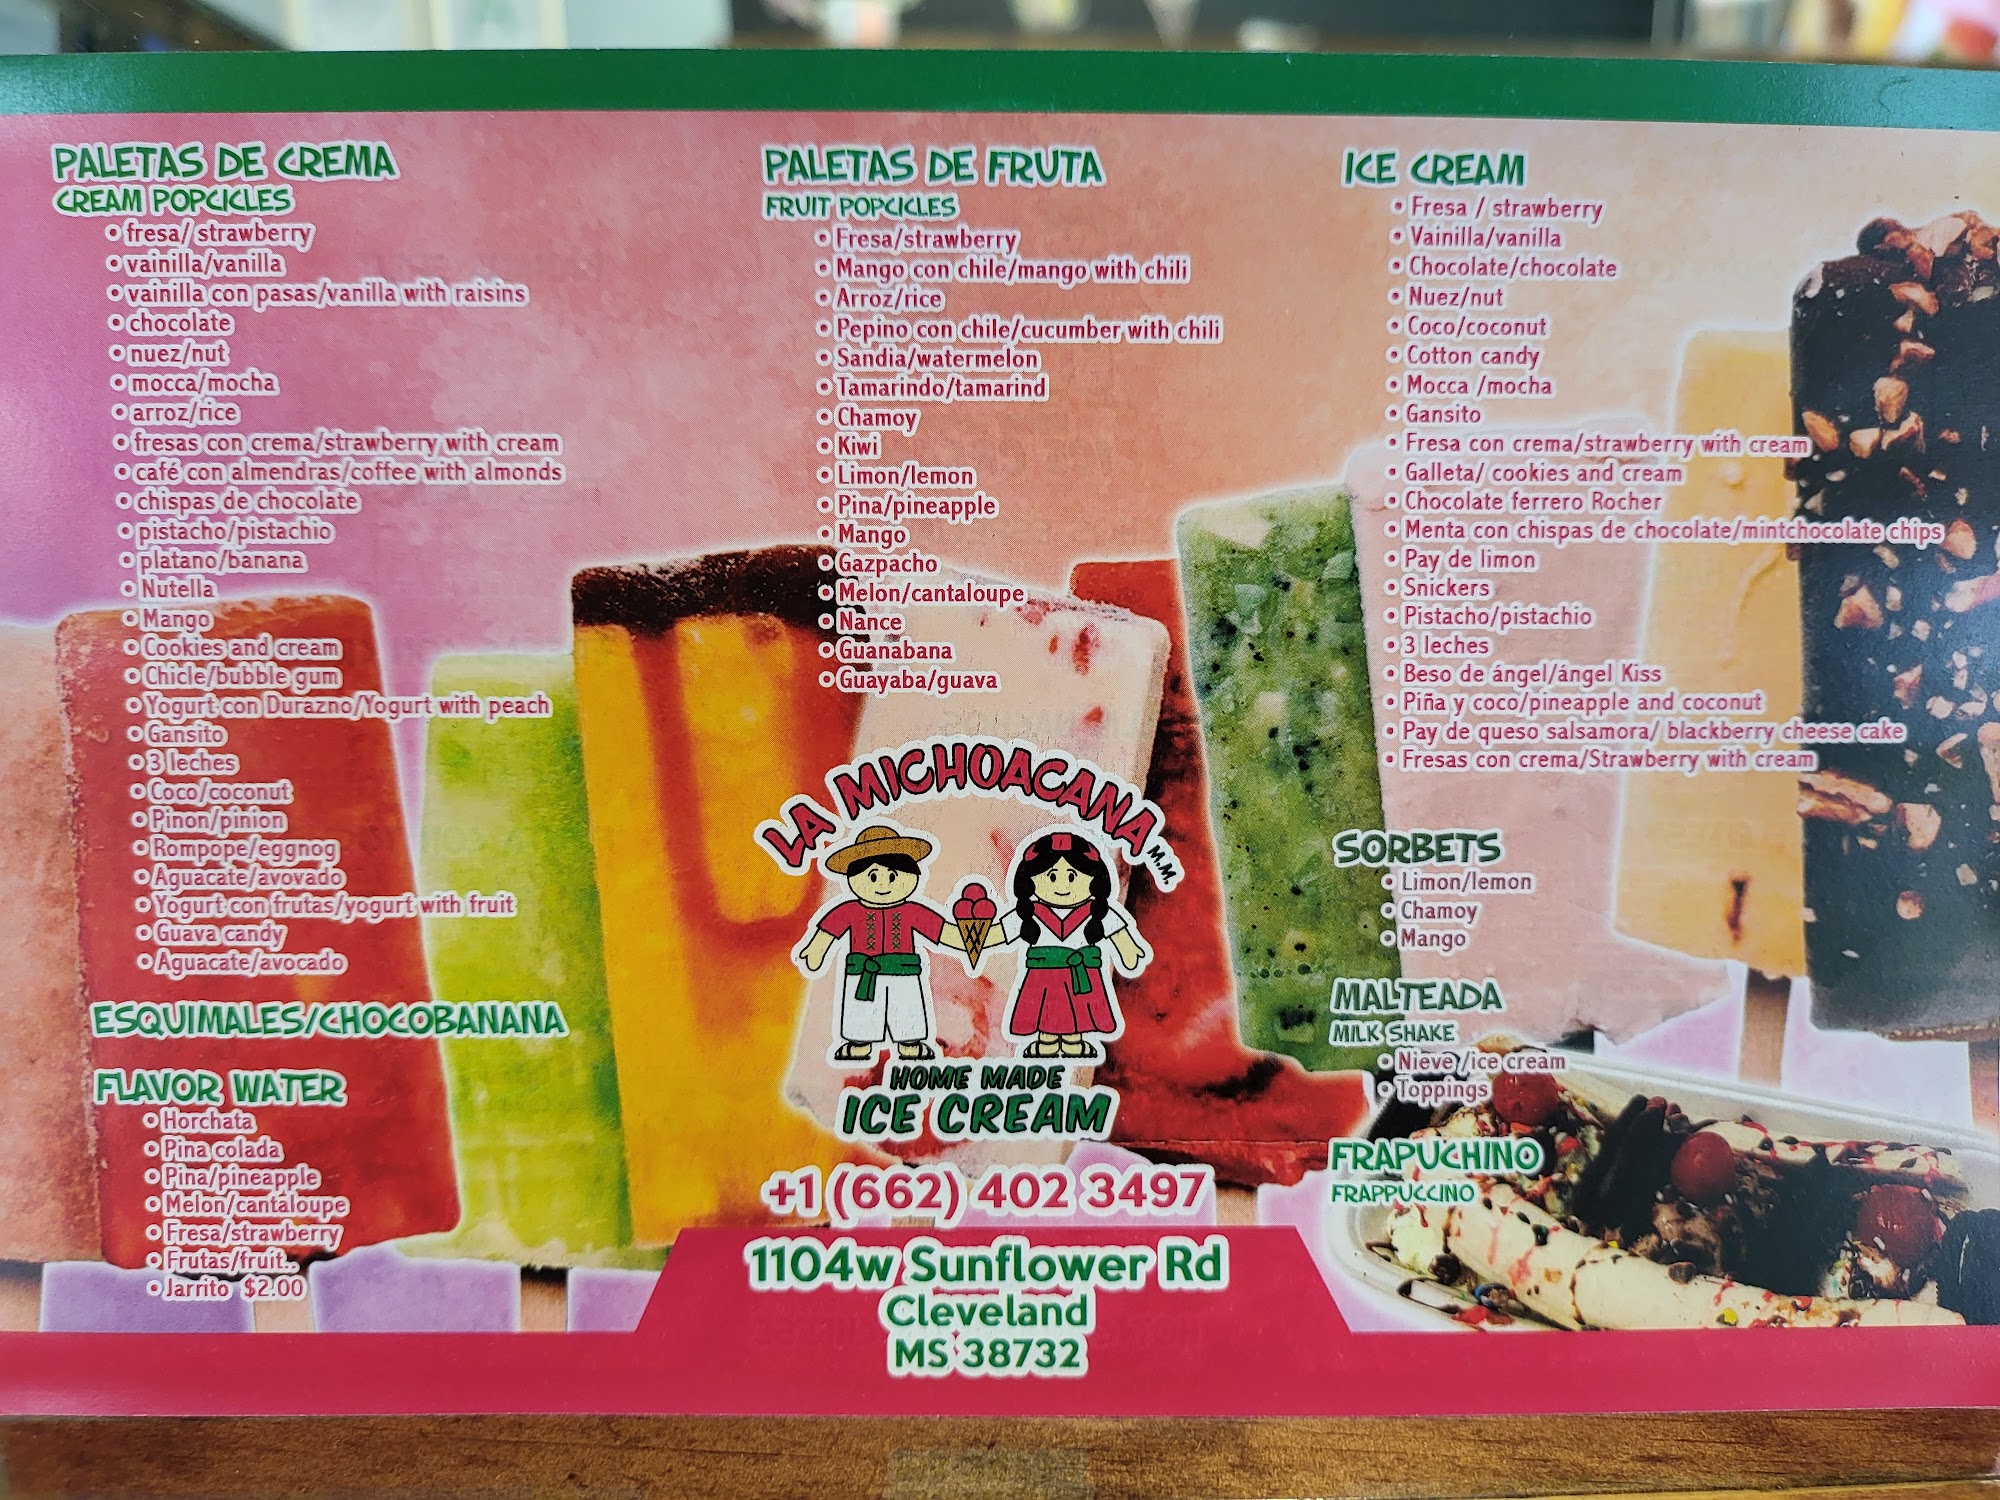 PALETAS DE CREMA
CREAM POPCICLES
• fresa/ strawberry
• vainilla/vanilla
• vainilla con pasas/vanilla with raisins
• chocolate
• nuez/nut
• mocca/mocha
• arroz/rice
• fresas con crema/strawberry with cream
• café con almendras/coffee with almonds
• chispas de chocolate
• pistacho/pistachio
• platano/banana
• Nutella
• Mango
• Cookies and cream
• Chicle/bubble gum
• Yogurt con Durazno/Yogurt with peach
• Gansito
• 3 leches
• Coco/coconut
• Pinon/pinion
• Rompope/eggnog
• Aguacate/avovado
• Yogurt con frutas/yogurt with fruit
• Guava candy
• Aguacate/avocado
ESQUIMALES/CHOCOBANANA
FLAVOR WATER
• Horchata
• Pina colada
• Pina/pineapple
• Melon/cantaloupe
• Fresa/strawberry
• Frutas/fruit..
• Jarrito $2.00
PALETAS DE FRUTA
FRUIT POPCICLES
• Fresa/strawberry
• Mango con chile/mango with chili
• Arroz/rice
• Pepino con chile/cucumber with chili
• Sandia/watermelon
• Tamarindo/tamarind
• Chamoy
• Kiwi
• Limon/lemon
• Pina/pineapple
• Mango
• Gazpacho
• Melon/cantaloupe
• Nance
• Guanabana
• Guayaba/guava
LA MICHOACANA M.M.
HOME MADE
ICE CREAM
+1 (662) 402 3497
1104w Sunflower Rd
Cleveland
MS 38732
ICE CREAM
• Fresa / strawberry
• Vainilla/vanilla
• Chocolate/chocolate
• Nuez/nut
• Coco/coconut
• Cotton candy
• Mocca /mocha
• Gansito
• Fresa con crema/strawberry with cream
• Galleta/ cookies and cream
• Chocolate ferrero Rocher
• Menta con chispas de chocolate/mintchocolate chips
• Pay de limon
• Snickers
• Pistacho/pistachio
• 3 leches
• Beso de ángel/ángel Kiss
• Piña y coco/pineapple and coconut
• Pay de queso salsamora/ blackberry cheese cake
• Fresas con crema/Strawberry with cream
SORBETS
• Limon/lemon
• Chamoy
• Mango
MALTEADA
MILK SHAKE
• Nieve /ice cream
• Toppings
FRAPUCHINO
FRAPPUCCINO